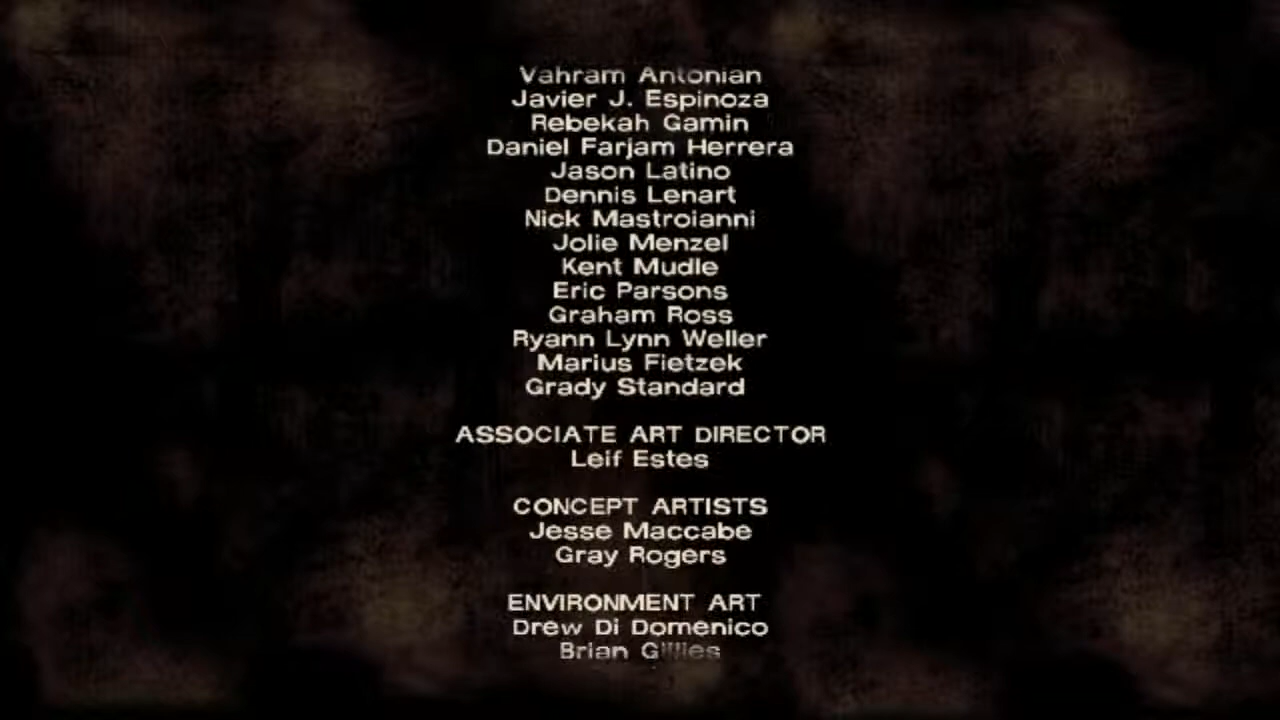 Vahram Antonian
Javier J. Espinoza
Rebekah Gamin
Daniel Farjam Herrera
Jason Latino
Dennis Lenart
Nick Mastroianni
Jolie Menzel
Kent Mudle
Eric Parsons
Graham Ross
Ryann Lynn Weller
Marius Fietzek
Grady Standard
ASSOCIATE ART DIRECTOR
Leif Estes
CONCEPT ARTISTS
Jesse Maccabe
Gray Rogers
ENVIRONMENT ART
Drew Di Domenico
Brian Gillies